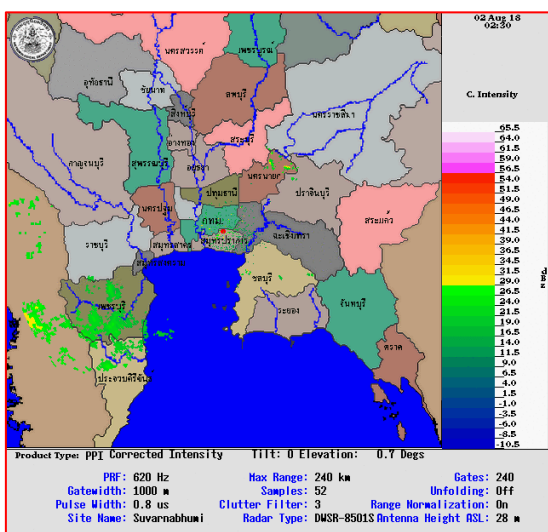 02 Aug 18
02:30
C. Intensity
65.5
64.0
61.5
59.0
56.5
54.0
51.5
49.0
46.5
44.0
41.5
39.0
36.5
34.0
31.5
29.0
26.5
24.0
21.5
19.0
16.5
14.0
11.5
9.0
6.5
4.0
1.5
-1.0
-3.5
-6.0
-8.5
-10.5
นครสวรรค์
เพชรบูรณ์
อุทัยธานี
ชัยนาท
ลพบุรี
สิงหบุรี
นครราชสีมา
อ่างทอง
สระบุรี
กาญจนบุรี
สุพรรณบุรี
อยุธยา
นครนายก
ปทุมธานี
ปราจีนบุรี
นครปฐม
กทม.
สระแก้ว
ราชบุรี
สมุทรสาคร
สมุทรปราการ
ฉะเชิงเทรา
สมุทรสงคราม
ชลบุรี
เพชรบุรี
ระยอง
จันทบุรี
ตราด
ประจวบคีรีขันธ์
Product Type: PPI Corrected Intensity Tilt: 0 Elevation: 0.7 Degs
PRF: 620 Hz Max Range: 240 km Gates: 240
Gatewidth: 1000 m Samples: 52 Unfolding: Off
Pulse Width: 0.8 us Clutter Filter: 3 Range Normalization: On
Site Name: Suvarnabhumi Radar Type: DWSR-8501S Antenna Height ASL: 28 m